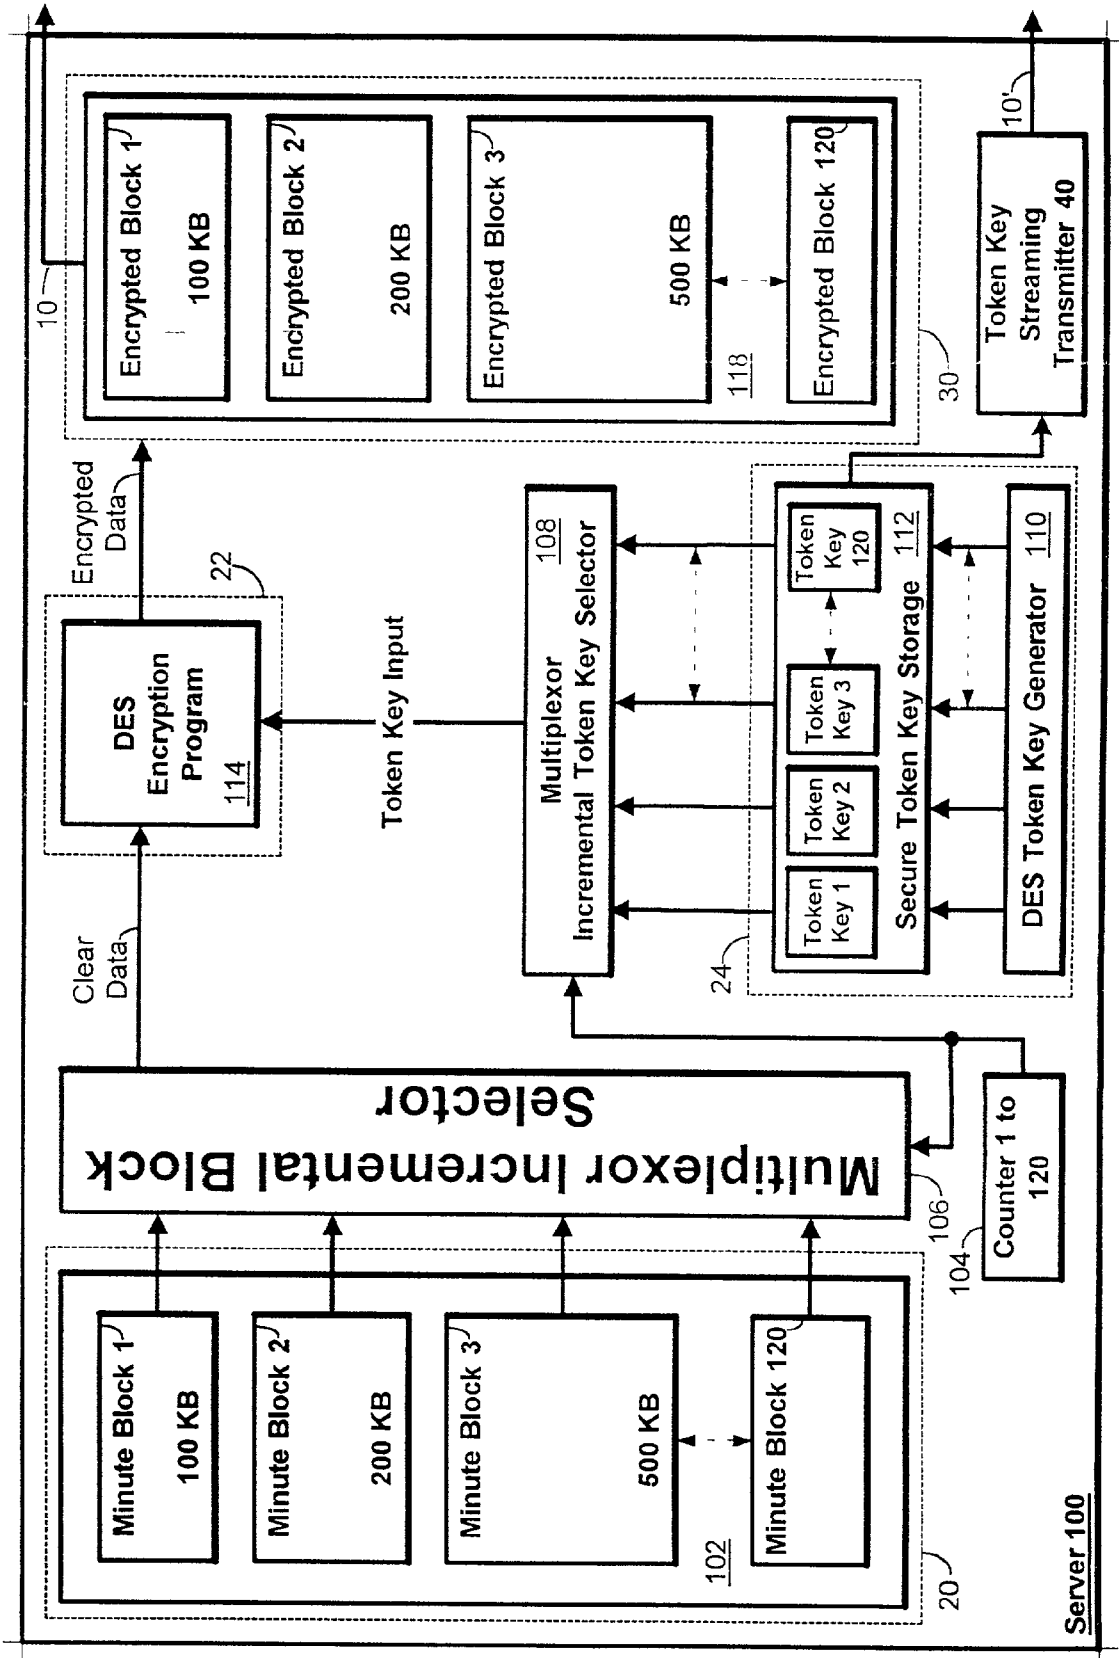 10
Encrypted Block 1
100 KB
Encrypted Block 2
200 KB
Encrypted Block 3
500 KB
118
Encrypted Block 120
30
10'
Token Key
Streaming
Transmitter 40
Encrypted
Data
22
DES
Encryption
Program
114
Clear
Data
Token Key Input
108
Multiplexor
Incremental Token Key Selector
24
Token
Key 1
Token
Key 2
Token
Key 3
Token
Key
120
Secure Token Key Storage
112
DES Token Key Generator
110
Multiplexor Incremental Block
Selector
106
104
Counter 1 to
120
Minute Block 1
100 KB
Minute Block 2
200 KB
Minute Block 3
500 KB
102
Minute Block 120
20
Server 100